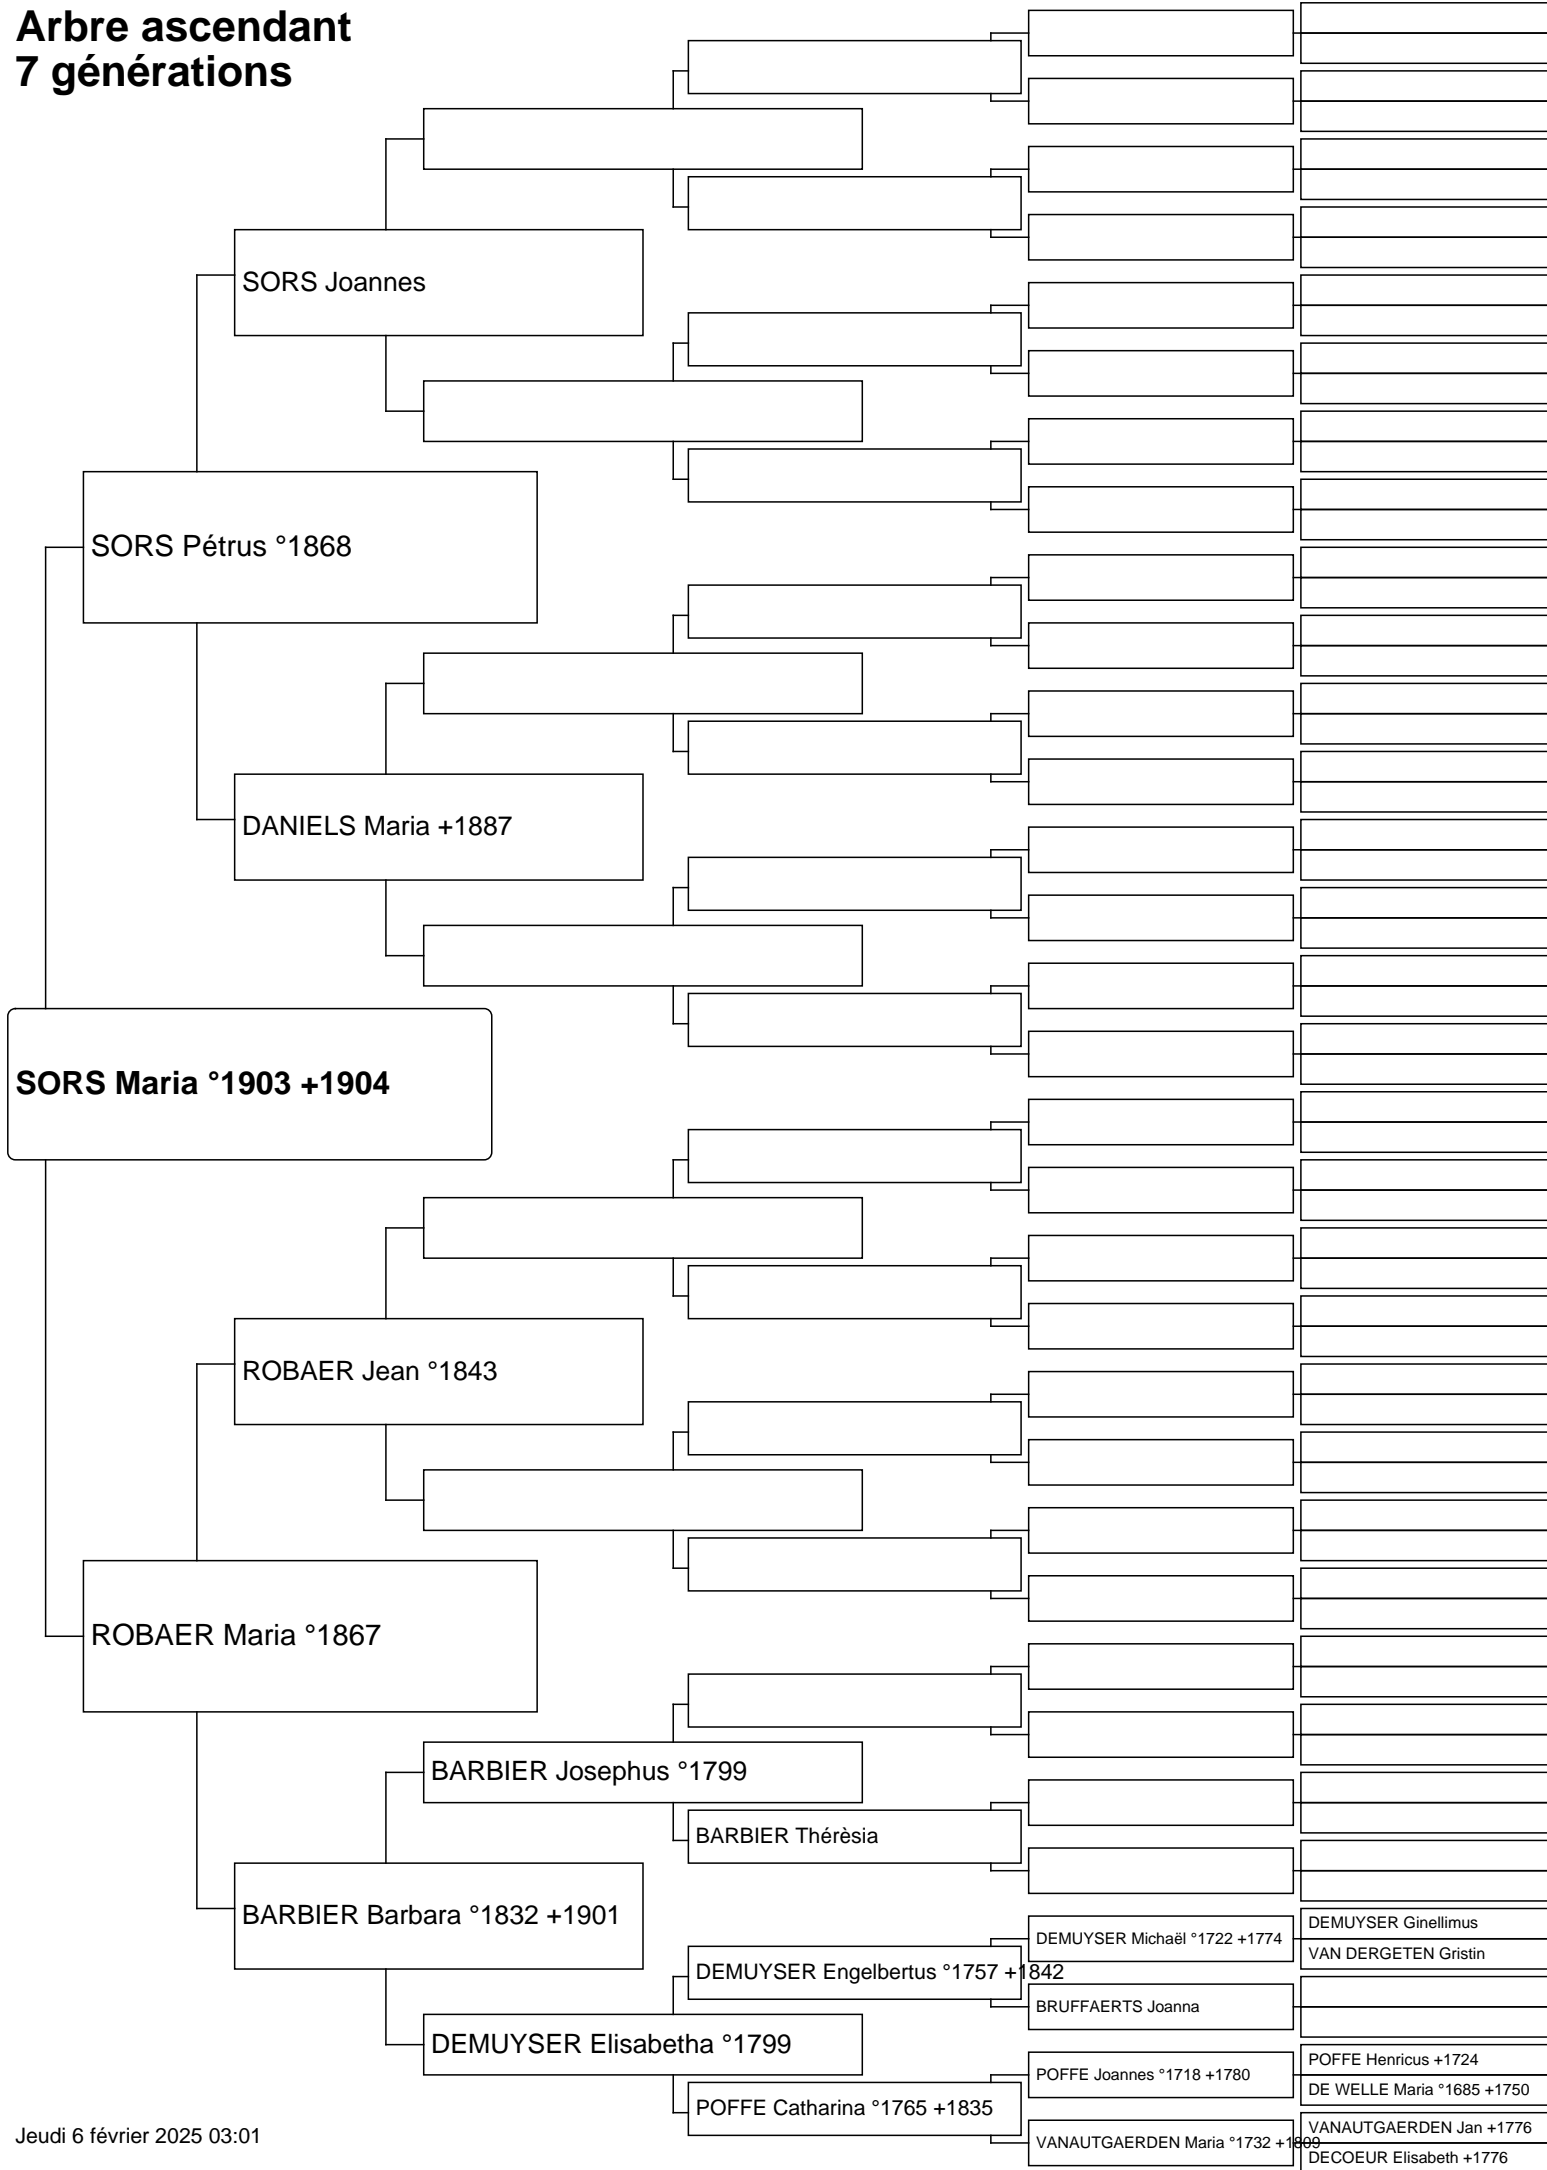 Arbre ascendant
7 générations
SORS Joannes
SORS Pétrus °1868
DANIELS Maria +1887
SORS Maria °1903 +1904
ROBAER Jean °1843
ROBAER Maria °1867
BARBIER Josephus °1799
BARBIER Thérèsia
BARBIER Barbara °1832 +1901
DEMUYSER Ginellimus
DEMUYSER Michaël °1722 +1774
VAN DERGETEN Gristin
DEMUYSER Engelbertus °1757 +1842
BRUFFAERTS Joanna
DEMUYSER Elisabetha °1799
POFFE Henricus +1724
POFFE Joannes °1718 +1780
DE WELLE Maria °1685 +1750
POFFE Catharina °1765 +1835
VANAUTGAERDEN Jan +1776
VANAUTGAERDEN Maria °1732 +1809
DECOEUR Elisabeth +1776
Jeudi 6 février 2025 03:01